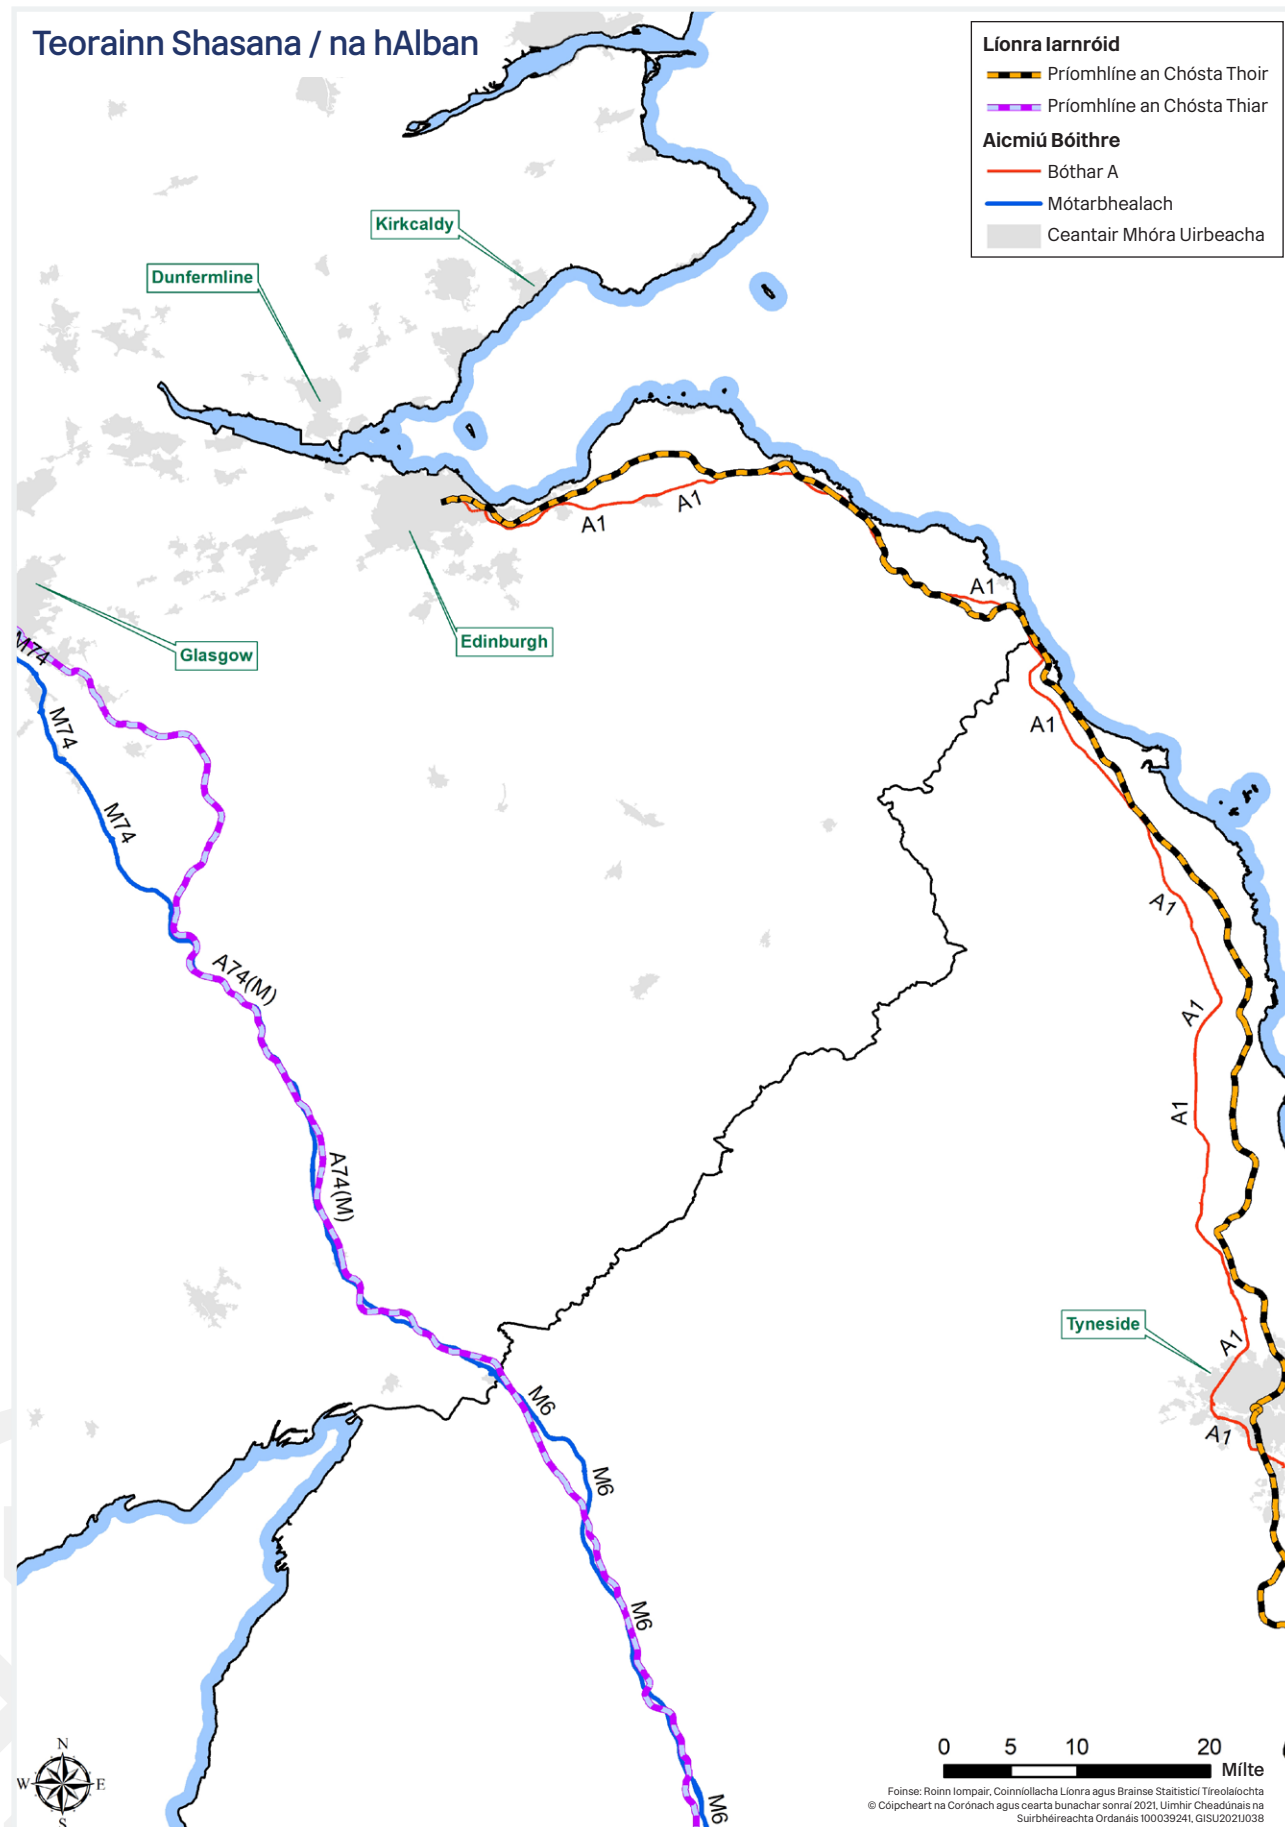 Teorainn Shasana / na hAlban
Líonra Iarnróid
Príomhlíne an Chósta Thoir
Príomhlíne an Chósta Thiar
Aicmiú Bóithre
Bóthar A
Mótarbhealach
Ceantair Mhóra Uirbeacha
Kirkcaldy
Dunfermline
A1
A1
A1
Edinburgh
Glasgow
M74
M74
M74
A1
A1
A74(M)
A1
A1
A74(M)
Tyneside
A1
A1
M6
M6
M6
M6
N
W E
S
0 5 10 20
Mílte
Foinse: Roinn Iompair, Coinníollacha Líonra agus Brainse Staitisticí Tíreolaíochta
© Cóipcheart na Corónach agus cearta bunachar sonraí 2021, Uimhir Cheadúnais na
Suirbhéireachta Ordanáis 100039241, GISU2021J038